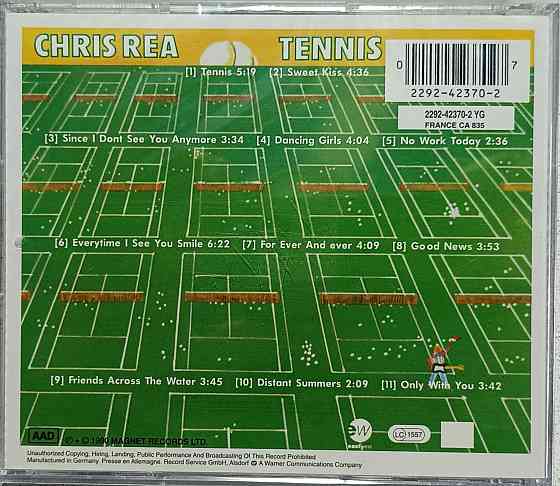 CHRIS REA TENNIS
0 7
2292-42370-2
2292-42370-2 YG
FRANCE CA 835
[1] Tennis 5:19 [2] Sweet Kiss 4:36
[3] Since I Dont See You Anymore 3:34 [4] Dancing Girls 4:04 [5] No Work Today 2:36
[6] Everytime I See You Smile 6:22 [7] For Ever And ever 4:09 [8] Good News 3:53
[9] Friends Across The Water 3:45 [10] Distant Summers 2:09 [11] Only With You 3:42
AAD ℗ + © 1980 MAGNET RECORDS LTD.
ew
eastwest
LC 1557
Unauthorized Copying, Hiring, Lending, Public Performance And Broadcasting Of This Record Prohibited
Manufactured in Germany. Presse en Allemagne. Record Service GmbH, Alsdorf A Warner Communications Company